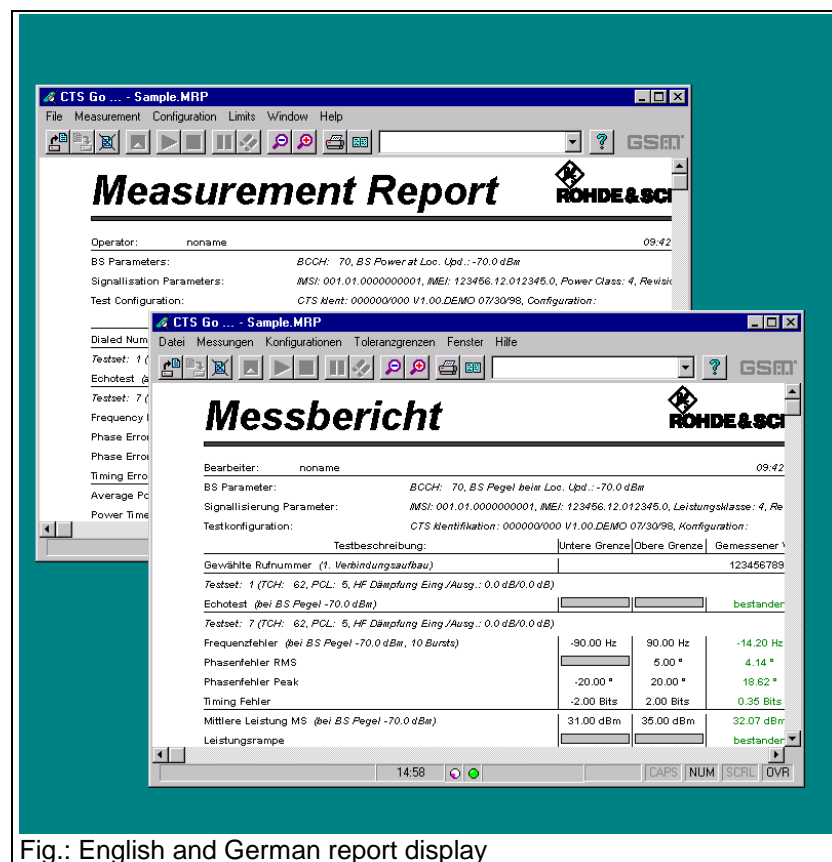 CTS Go ... - Sample.MRP
File Measurement Configuration Limits Window Help
GSM
Measurement Report
ROHDE&SCH
Operator: noname 09:42
BS Parameters: BCCH: 70, BS Power at Loc. Upd.:-70.0 dBm
Signallisation Parameters: IMSI: 001.01.0000000001, IMEI: 123456.12.012345.0, Power Class: 4, Revisio
Test Configuration: CTS Ident: 000000/000 V1.00.DEMO 07/30/98, Configuration:
Dialed Num
Testset: 1 (
Echotest (a
Testset: 7 (
Frequency
Phase Erro
Phase Erro
Timing Erro
Average Po
Power Time
CTS Go ... - Sample.MRP
Datei Messungen Konfigurationen Toleranzgrenzen Fenster Hilfe
GSM
Messbericht
ROHDE&SCH
Bearbeiter: noname 09:42
BS Parameter: BCCH: 70, BS Pegel beim Loc. Upd.:-70.0 dBm
Signallisierung Parameter: IMSI: 001.01.0000000001, IMEI: 123456.12.012345.0, Leistungsklasse: 4, Re
Testkonfiguration: CTS Identifikation: 000000/000 V1.00.DEMO 07/30/98, Konfiguration:
Testbeschreibung: Untere Grenze Obere Grenze Gemessener
Gewählte Rufnummer (1. Verbindungsaufbau) 123456789
Testset: 1 (TCH: 62, PCL: 5, HF Dämpfung Eing./Ausg.: 0.0 dB/0.0 dB)
Echotest (bei BS Pegel -70.0 dBm) bestanden
Testset: 7 (TCH: 62, PCL: 5, HF Dämpfung Eing./Ausg.: 0.0 dB/0.0 dB)
Frequenzfehler (bei BS Pegel -70.0 dBm, 10 Bursts) -90.00 Hz 90.00 Hz -14.20 Hz
Phasenfehler RMS 5.00 ° 4.14 °
Phasenfehler Peak -20.00 ° 20.00 ° 18.62 °
Timing Fehler -2.00 Bits 2.00 Bits 0.35 Bits
Mittlere Leistung MS (bei BS Pegel -70.0 dBm) 31.00 dBm 35.00 dBm 32.07 dBm
Leistungsrampe bestanden
14:58 CAPS NUM SCRL OVR
Fig.: English and German report display